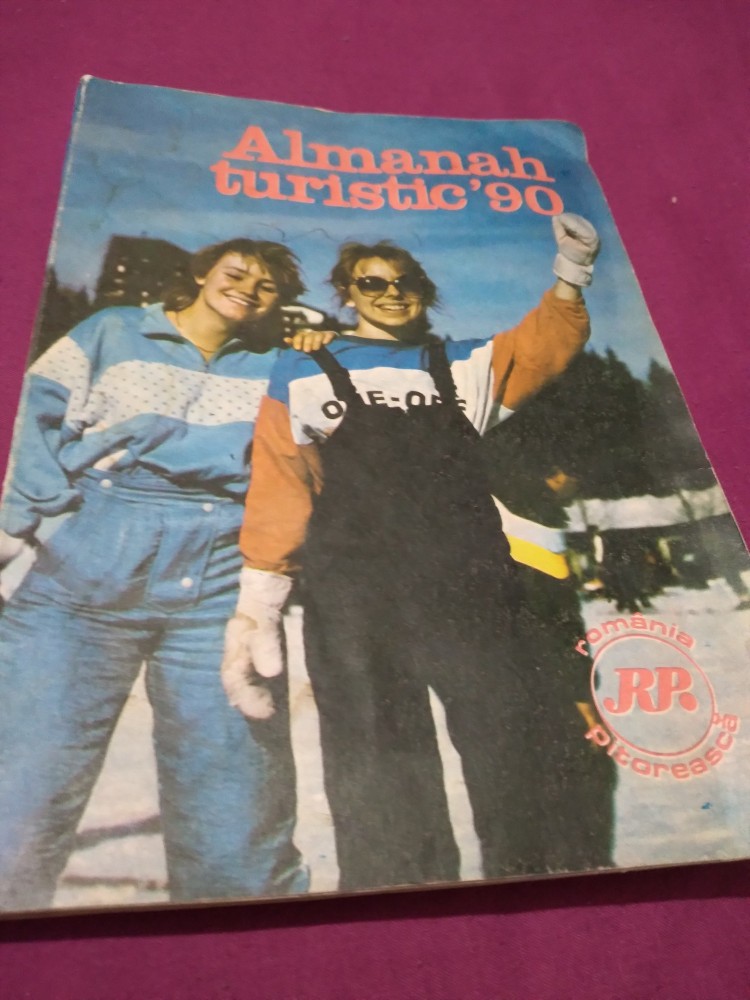 Almanah
turistic'90
românia
RP.
pitorească